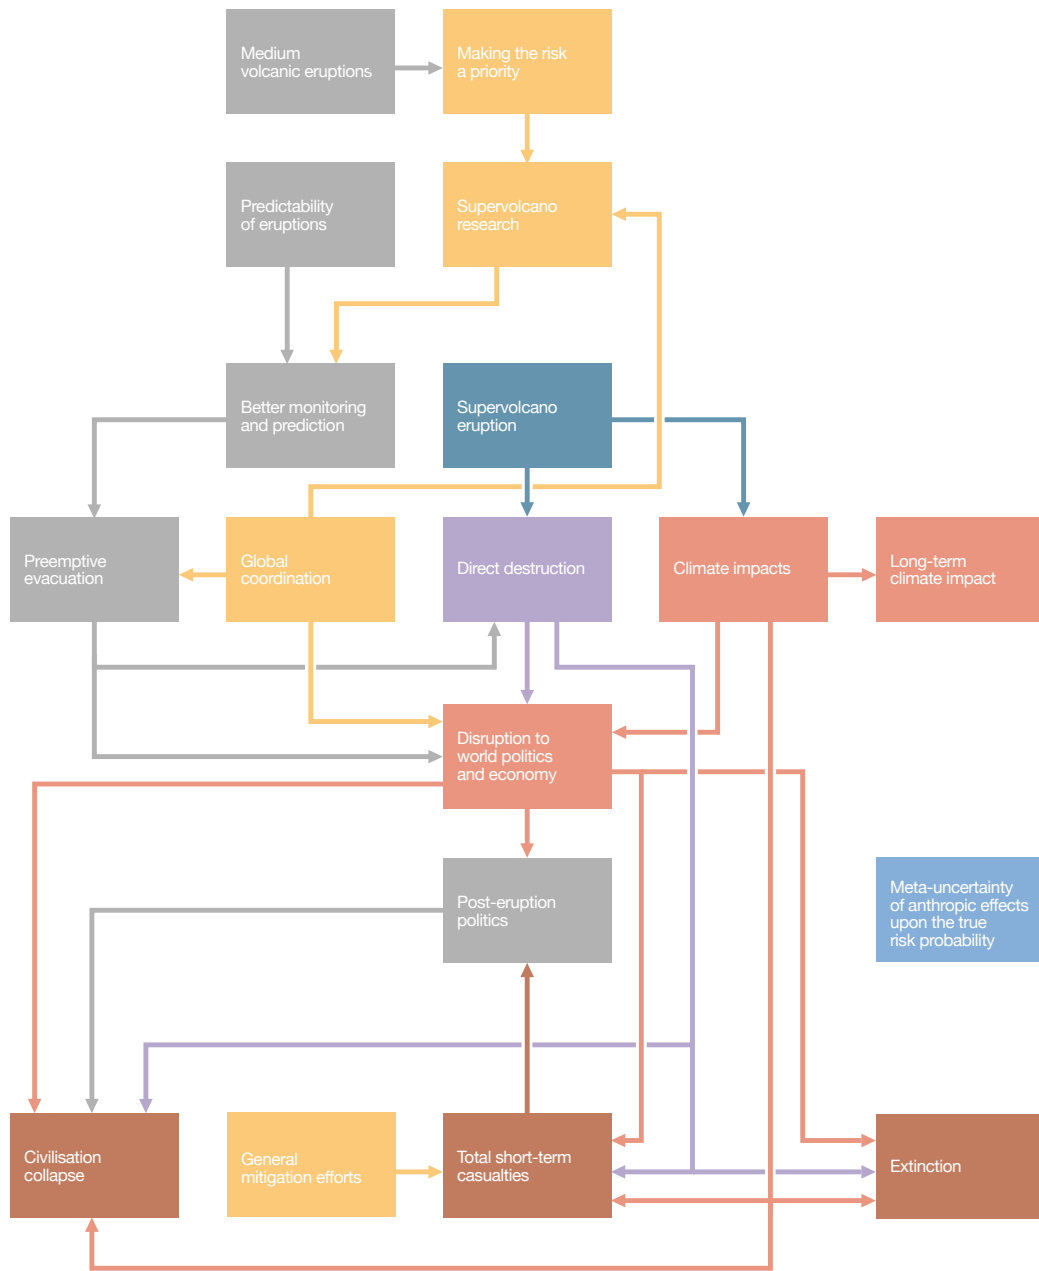 Medium
volcanic eruptions
Making the risk
a priority
Predictability
of eruptions
Supervolcano
research
Better monitoring
and prediction
Supervolcano
eruption
Preemptive
evacuation
Global
coordination
Direct destruction
Climate impacts
Long-term
climate impact
Disruption to
world politics
and economy
Post-eruption
politics
Meta-uncertainty
of anthropic effects
upon the true
risk probability
Civilisation
collapse
General
mitigation efforts
Total short-term
casualties
Extinction